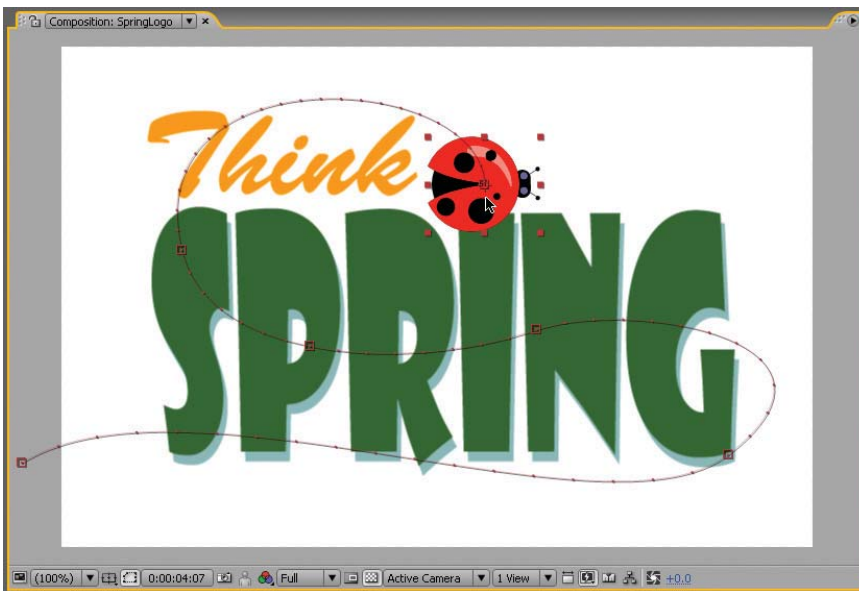 Composition: SpringLogo
Think
SPRING
(100%) 0:00:04:07 Full Active Camera 1 View +0.0